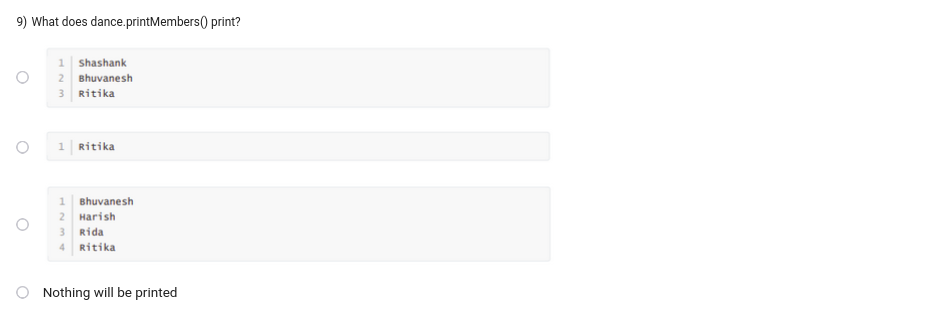 9) What does dance.printMembers() print?
1 Shashank
2 Bhuvanesh
3 Ritika
1 Ritika
1 Bhuvanesh
2 Harish
3 Rida
4 Ritika
Nothing will be printed